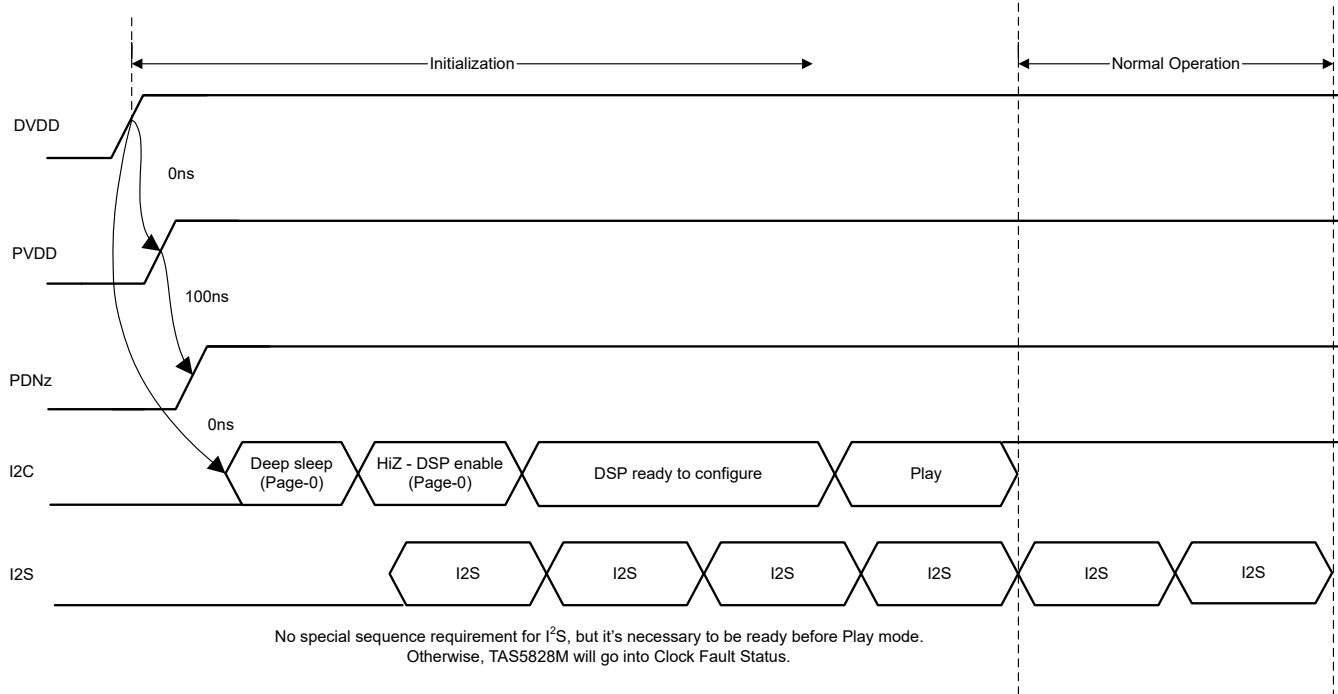 Initialization
Normal Operation
DVDD
0ns
PVDD
100ns
PDNz
0ns
I2C
Deep sleep
(Page-0)
HiZ - DSP enable
(Page-0)
DSP ready to configure
Play
I2S
I2S
I2S
I2S
I2S
I2S
I2S
No special sequence requirement for I²S, but it's necessary to be ready before Play mode.
Otherwise, TAS5828M will go into Clock Fault Status.